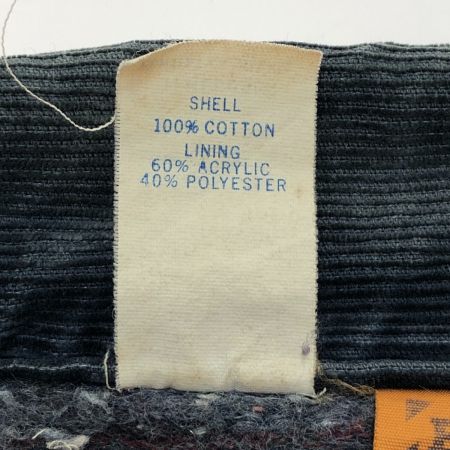 SHELL
100% COTTON
LINING
60% ACRYLIC
40% POLYESTER